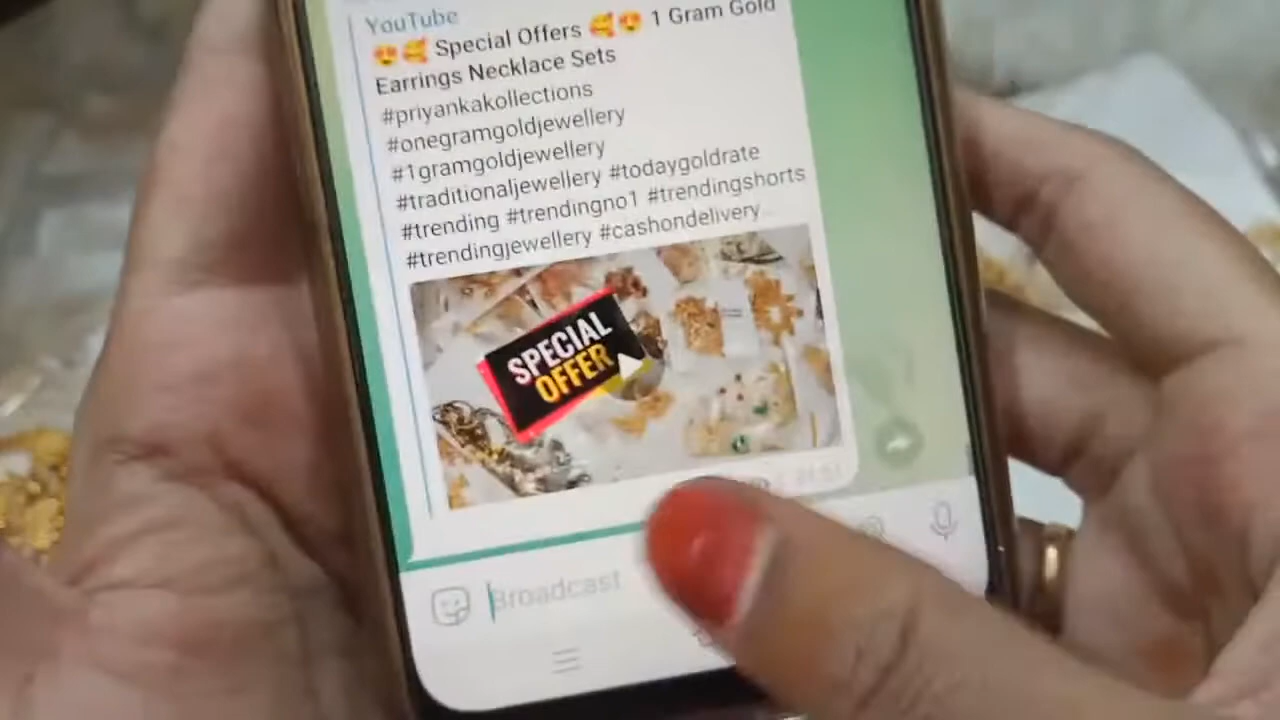 YouTube
😍🥰 Special Offers 🥰😍 1 Gram Gold
Earrings Necklace Sets
#priyankakollections
#onegramgoldjewellery
#1gramgoldjewellery
#traditionaljewellery #todaygoldrate
#trending #trendingno1 #trendingshorts
#trendingjewellery #cashondelivery...
SPECIAL
OFFER
Broadcast